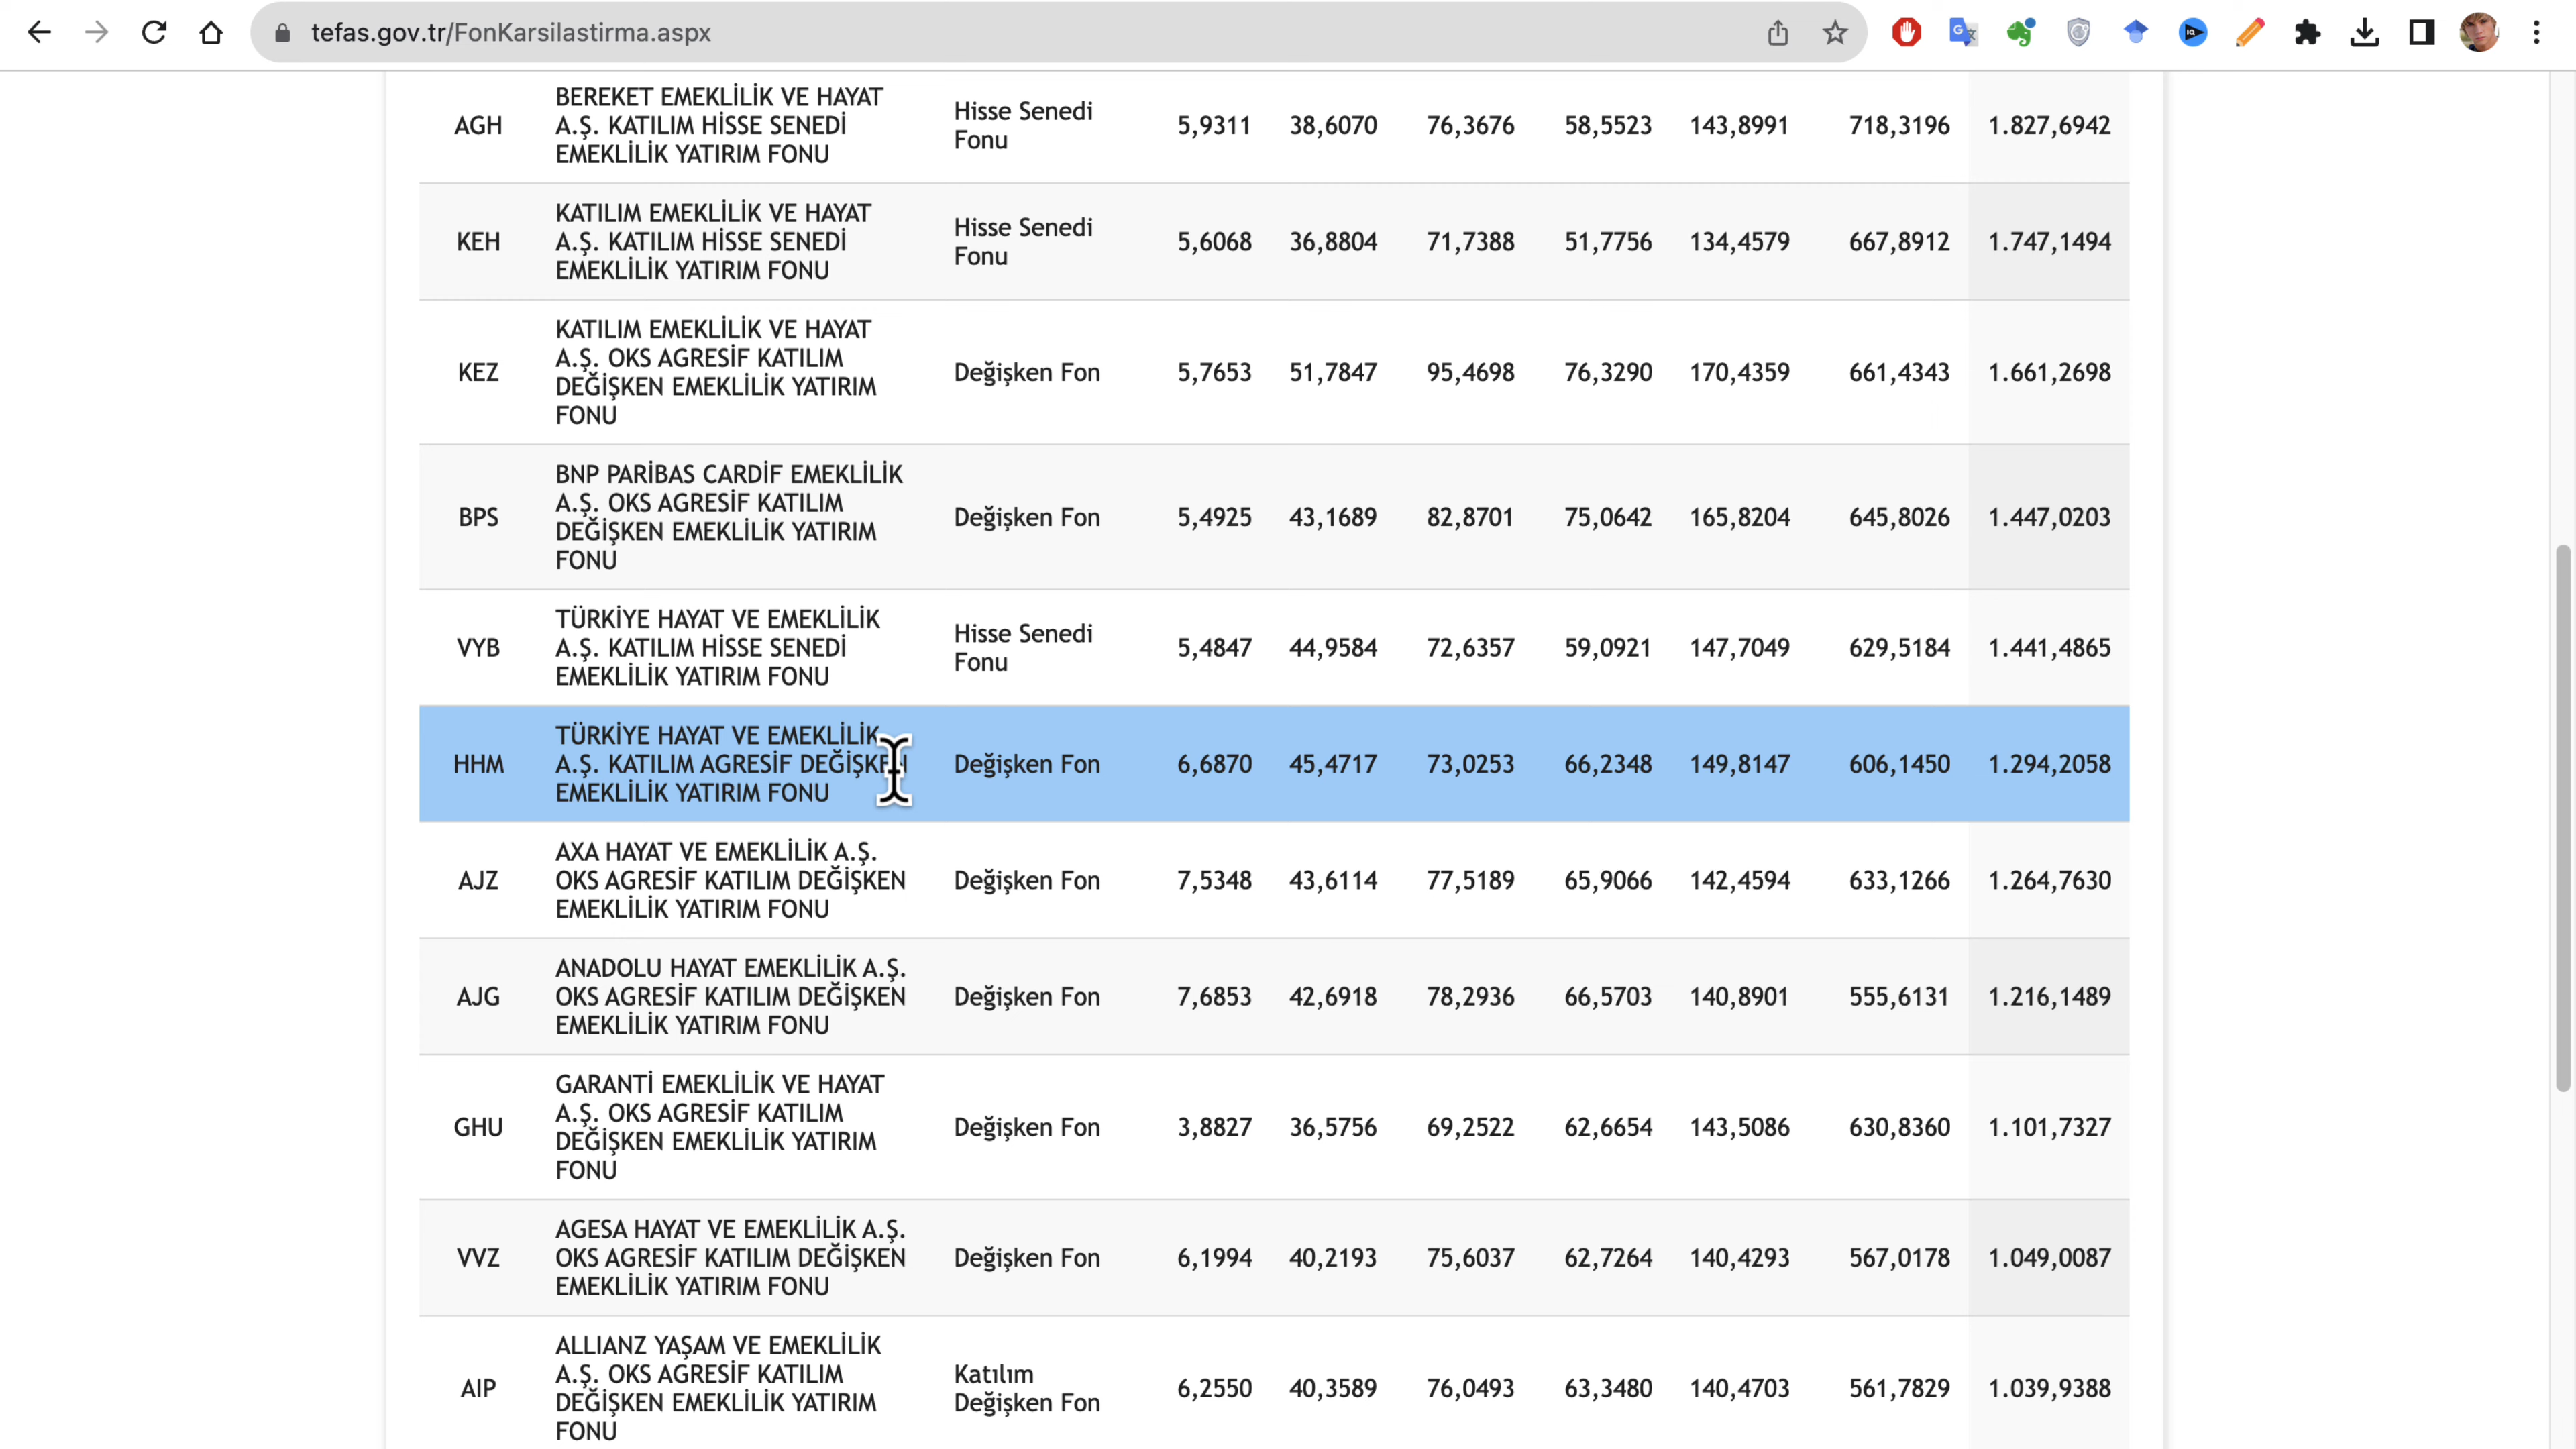 tefas.gov.tr/FonKarsilastirma.aspx
BEREKET EMEKLİLİK VE HAYAT
A.Ş. KATILIM HİSSE SENEDİ
EMEKLİLİK YATIRIM FONU
AGH
Hisse Senedi
Fonu
5,9311 38,6070 76,3676 58,5523 143,8991 718,3196 1.827,6942
KATILIM EMEKLİLİK VE HAYAT
A.Ş. KATILIM HİSSE SENEDİ
EMEKLİLİK YATIRIM FONU
KEH
Hisse Senedi
Fonu
5,6068 36,8804 71,7388 51,7756 134,4579 667,8912 1.747,1494
KATILIM EMEKLİLİK VE HAYAT
A.Ş. OKS AGRESİF KATILIM
DEĞİŞKEN EMEKLİLİK YATIRIM
FONU
KEZ
Değişken Fon
5,7653 51,7847 95,4698 76,3290 170,4359 661,4343 1.661,2698
BNP PARİBAS CARDİF EMEKLİLİK
A.Ş. OKS AGRESİF KATILIM
DEĞİŞKEN EMEKLİLİK YATIRIM
FONU
BPS
Değişken Fon
5,4925 43,1689 82,8701 75,0642 165,8204 645,8026 1.447,0203
TÜRKİYE HAYAT VE EMEKLİLİK
A.Ş. KATILIM HİSSE SENEDİ
EMEKLİLİK YATIRIM FONU
VYB
Hisse Senedi
Fonu
5,4847 44,9584 72,6357 59,0921 147,7049 629,5184 1.441,4865
TÜRKİYE HAYAT VE EMEKLİLİK
A.Ş. KATILIM AGRESİF DEĞİŞKEN
EMEKLİLİK YATIRIM FONU
HHM
Değişken Fon
6,6870 45,4717 73,0253 66,2348 149,8147 606,1450 1.294,2058
AXA HAYAT VE EMEKLİLİK A.Ş.
OKS AGRESİF KATILIM DEĞİŞKEN
EMEKLİLİK YATIRIM FONU
AJZ
Değişken Fon
7,5348 43,6114 77,5189 65,9066 142,4594 633,1266 1.264,7630
ANADOLU HAYAT EMEKLİLİK A.Ş.
OKS AGRESİF KATILIM DEĞİŞKEN
EMEKLİLİK YATIRIM FONU
AJG
Değişken Fon
7,6853 42,6918 78,2936 66,5703 140,8901 555,6131 1.216,1489
GARANTİ EMEKLİLİK VE HAYAT
A.Ş. OKS AGRESİF KATILIM
DEĞİŞKEN EMEKLİLİK YATIRIM
FONU
GHU
Değişken Fon
3,8827 36,5756 69,2522 62,6654 143,5086 630,8360 1.101,7327
AGESA HAYAT VE EMEKLİLİK A.Ş.
OKS AGRESİF KATILIM DEĞİŞKEN
EMEKLİLİK YATIRIM FONU
VVZ
Değişken Fon
6,1994 40,2193 75,6037 62,7264 140,4293 567,0178 1.049,0087
ALLIANZ YAŞAM VE EMEKLİLİK
A.Ş. OKS AGRESİF KATILIM
DEĞİŞKEN EMEKLİLİK YATIRIM
FONU
AIP
Katılım
Değişken Fon
6,2550 40,3589 76,0493 63,3480 140,4703 561,7829 1.039,9388